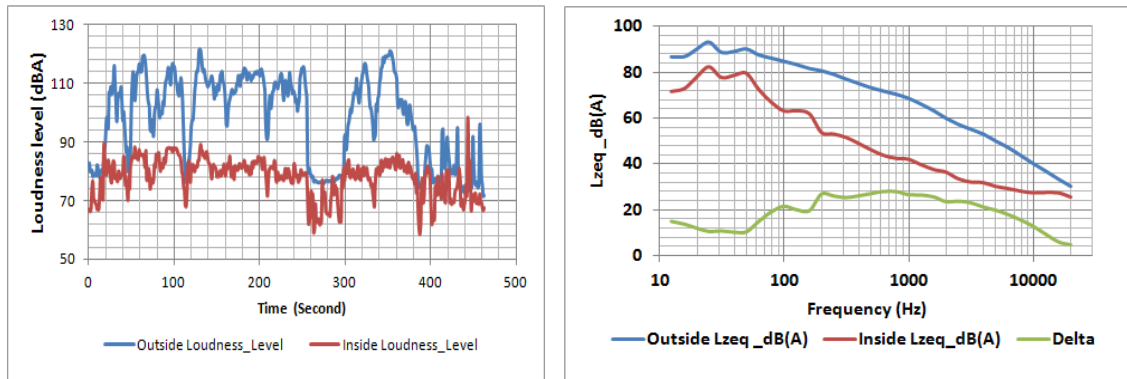 Loudness level (dBA)
130
110
90
70
50
0 100 200 300 400 500
Time (Second)
Outside Loudness_Level Inside Loudness_Level
Lzeq _dB(A)
100
80
60
40
20
0
10 100 1000 10000
Frequency (Hz)
Outside Lzeq _dB(A) Inside Lzeq_dB(A) Delta